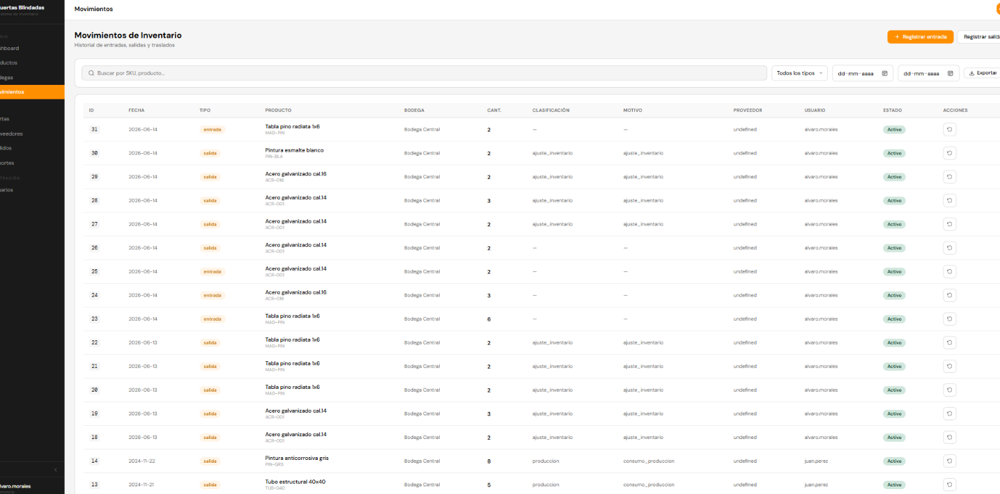 uertas Blindadas
Movimientos
Movimientos de Inventario
Historial de entradas, salidas y traslados
+ Registrar entrada
Registrar salida
hboard
ductos
degas
vimientos
rtas
veedores
didos
portes
TRACIÓN
uarios
Buscar por SKU, producto...
Todos los tipos
dd-mm-aaaa
dd-mm-aaaa
Exportar
ID FECHA TIPO PRODUCTO BODEGA CANT. CLASIFICACIÓN MOTIVO PROVEEDOR USUARIO ESTADO ACCIONES
31 2026-06-14 entrada Tabla pino radiata 1x6 Bodega Central 2 — — undefined alvaro.morales Activo
MAD-PIN
30 2026-06-14 salida Pintura esmalte blanco Bodega Central 2 ajuste_inventario ajuste_inventario undefined alvaro.morales Activo
PIN-BLA
29 2026-06-14 salida Acero galvanizado cal.16 Bodega Central 2 ajuste_inventario ajuste_inventario undefined alvaro.morales Activo
ACR-016
28 2026-06-14 salida Acero galvanizado cal.14 Bodega Central 3 ajuste_inventario ajuste_inventario undefined alvaro.morales Activo
ACR-001
27 2026-06-14 salida Acero galvanizado cal.14 Bodega Central 2 ajuste_inventario ajuste_inventario undefined alvaro.morales Activo
ACR-001
26 2026-06-14 salida Acero galvanizado cal.14 Bodega Central 2 — — undefined alvaro.morales Activo
ACR-001
25 2026-06-14 entrada Acero galvanizado cal.14 Bodega Central 2 — — undefined alvaro.morales Activo
ACR-001
24 2026-06-14 entrada Acero galvanizado cal.16 Bodega Central 3 — — undefined alvaro.morales Activo
ACR-016
23 2026-06-14 entrada Tabla pino radiata 1x6 Bodega Central 6 — — undefined alvaro.morales Activo
MAD-PIN
22 2026-06-13 salida Tabla pino radiata 1x6 Bodega Central 2 ajuste_inventario ajuste_inventario undefined alvaro.morales Activo
MAD-PIN
21 2026-06-13 salida Tabla pino radiata 1x6 Bodega Central 2 ajuste_inventario ajuste_inventario undefined alvaro.morales Activo
MAD-PIN
20 2026-06-13 salida Tabla pino radiata 1x6 Bodega Central 2 ajuste_inventario ajuste_inventario undefined alvaro.morales Activo
MAD-PIN
19 2026-06-13 salida Acero galvanizado cal.14 Bodega Central 3 ajuste_inventario ajuste_inventario undefined alvaro.morales Activo
ACR-001
18 2026-06-13 salida Acero galvanizado cal.14 Bodega Central 2 ajuste_inventario ajuste_inventario undefined alvaro.morales Activo
ACR-001
14 2024-11-22 salida Pintura anticorrosiva gris Bodega Central 8 produccion consumo_produccion undefined juan.perez Activo
PIN-GRS
13 2024-11-21 salida Tubo estructural 40x40 Bodega Central 5 produccion consumo_produccion undefined juan.perez Activo
TUB-040
lvaro.morales